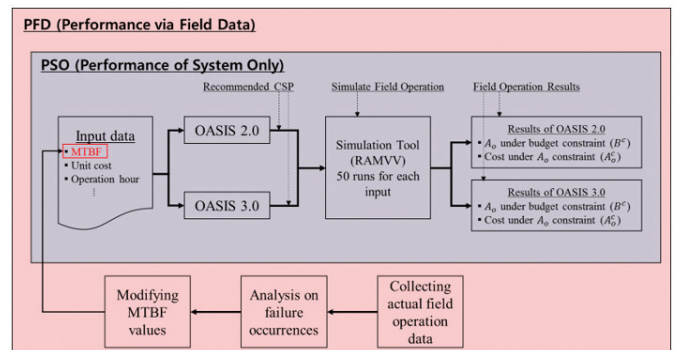 PFD (Performance via Field Data)
PSO (Performance of System Only)
Recommended CSP
Simulate Field Operation
Field Operation Results
Input data
▪ MTBF
▪ Unit cost
▪ Operation hour
⋮
OASIS 2.0
OASIS 3.0
Simulation Tool
(RAMVV)
50 runs for each
input
Results of OASIS 2.0
▪ Aₒ under budget constraint (Bᶜ)
▪ Cost under Aₒ constraint (Aₒᶜ)
Results of OASIS 3.0
▪ Aₒ under budget constraint (Bᶜ)
▪ Cost under Aₒ constraint (Aₒᶜ)
Modifying
MTBF
values
Analysis on
failure
occurrences
Collecting
actual field
operation
data